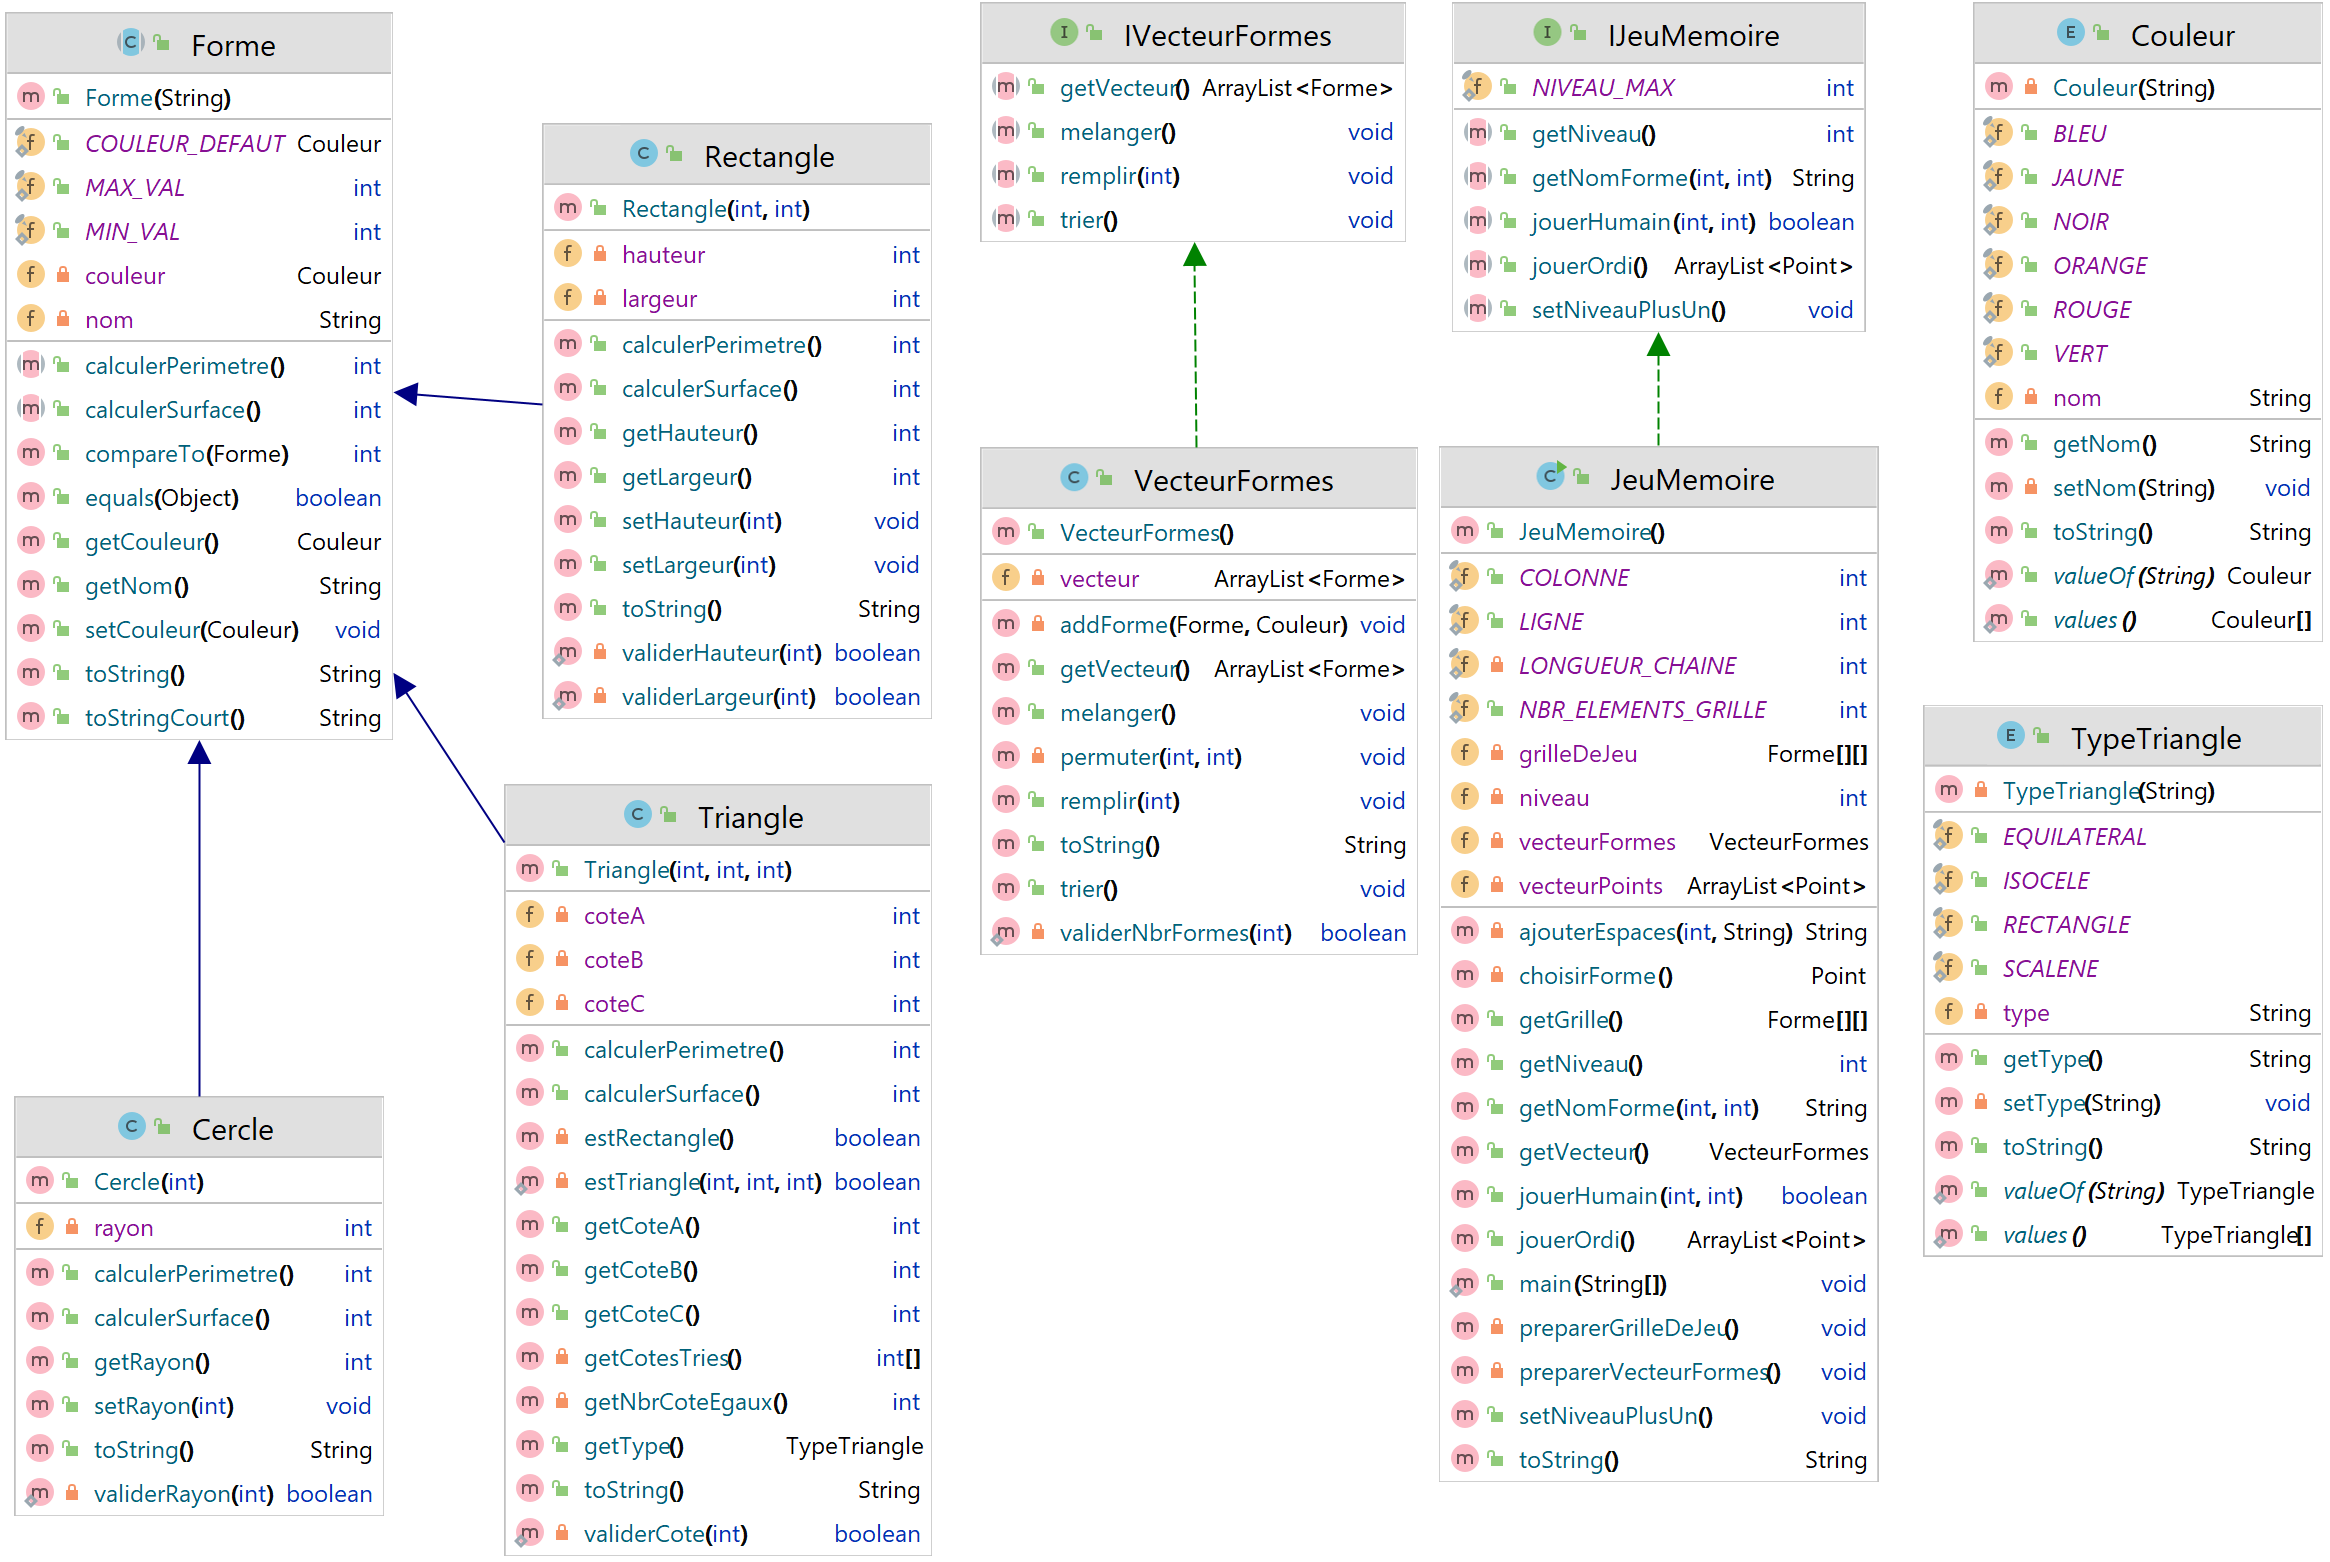 Forme
Forme(String)
COULEUR_DEFAUT Couleur
MAX_VAL int
MIN_VAL int
couleur Couleur
nom String
calculerPerimetre() int
calculerSurface() int
compareTo(Forme) int
equals(Object) boolean
getCouleur() Couleur
getNom() String
setCouleur(Couleur) void
toString() String
toStringCourt() String
Cercle
Cercle(int)
rayon int
calculerPerimetre() int
calculerSurface() int
getRayon() int
setRayon(int) void
toString() String
validerRayon(int) boolean
Rectangle
Rectangle(int, int)
hauteur int
largeur int
calculerPerimetre() int
calculerSurface() int
getHauteur() int
getLargeur() int
setHauteur(int) void
setLargeur(int) void
toString() String
validerHauteur(int) boolean
validerLargeur(int) boolean
Triangle
Triangle(int, int, int)
coteA int
coteB int
coteC int
calculerPerimetre() int
calculerSurface() int
estRectangle() boolean
estTriangle(int, int, int) boolean
getCoteA() int
getCoteB() int
getCoteC() int
getCotesTries() int[]
getNbrCoteEgaux() int
getType() TypeTriangle
toString() String
validerCote(int) boolean
IVecteurFormes
getVecteur() ArrayList<Forme>
melanger() void
remplir(int) void
trier() void
VecteurFormes
VecteurFormes()
vecteur ArrayList<Forme>
addForme(Forme, Couleur) void
getVecteur() ArrayList<Forme>
melanger() void
permuter(int, int) void
remplir(int) void
toString() String
trier() void
validerNbrFormes(int) boolean
IJeuMemoire
NIVEAU_MAX int
getNiveau() int
getNomForme(int, int) String
jouerHumain(int, int) boolean
jouerOrdi() ArrayList<Point>
setNiveauPlusUn() void
JeuMemoire
JeuMemoire()
COLONNE int
LIGNE int
LONGUEUR_CHAINE int
NBR_ELEMENTS_GRILLE int
grilleDeJeu Forme[][]
niveau int
vecteurFormes VecteurFormes
vecteurPoints ArrayList<Point>
ajouterEspaces(int, String) String
choisirForme() Point
getGrille() Forme[][]
getNiveau() int
getNomForme(int, int) String
getVecteur() VecteurFormes
jouerHumain(int, int) boolean
jouerOrdi() ArrayList<Point>
main(String[]) void
preparerGrilleDeJeu() void
preparerVecteurFormes() void
setNiveauPlusUn() void
toString() String
Couleur
Couleur(String)
BLEU
JAUNE
NOIR
ORANGE
ROUGE
VERT
nom String
getNom() String
setNom(String) void
toString() String
valueOf(String) Couleur
values() Couleur[]
TypeTriangle
TypeTriangle(String)
EQUILATERAL
ISOCELE
RECTANGLE
SCALENE
type String
getType() String
setType(String) void
toString() String
valueOf(String) TypeTriangle
values() TypeTriangle[]